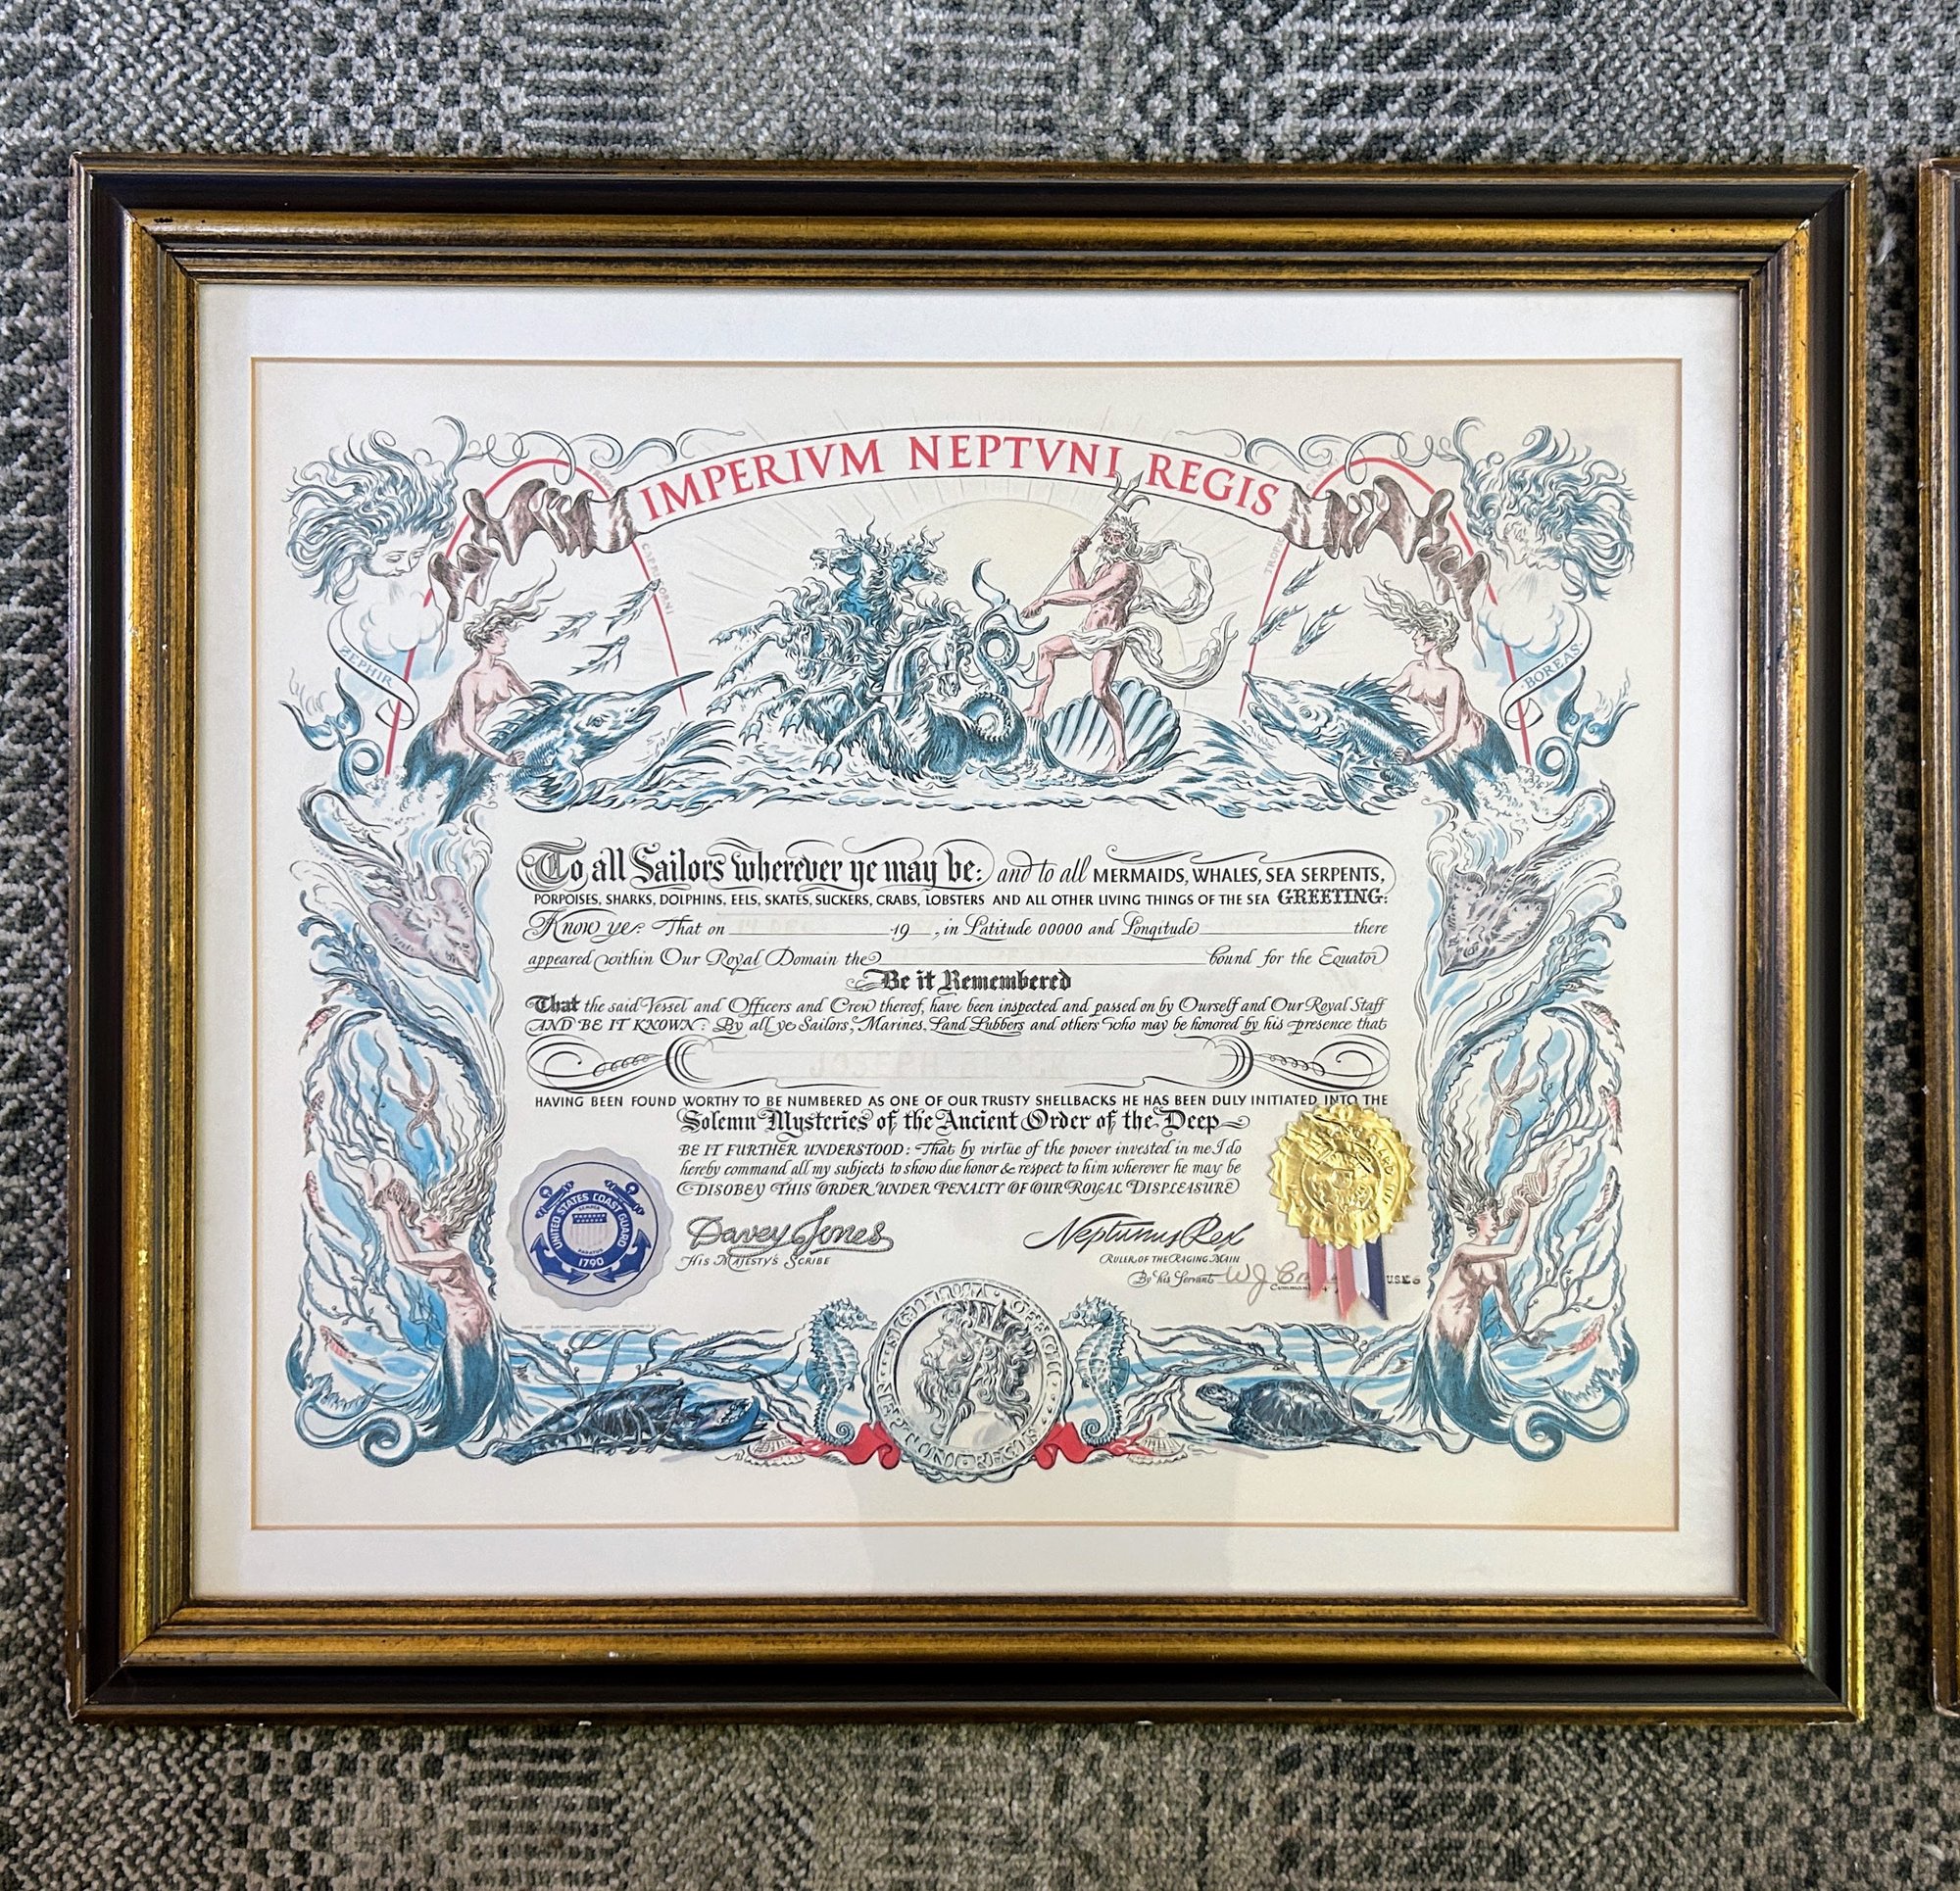 IMPERIVM NEPTVNI REGIS
TROPIC
CAPRICORNI
TROPIC
ZEPHIR
BOREAS
To all Sailors wherever ye may be: and to all MERMAIDS, WHALES, SEA SERPENTS,
PORPOISES, SHARKS, DOLPHINS, EELS, SKATES, SUCKERS, CRABS, LOBSTERS AND ALL OTHER LIVING THINGS OF THE SEA GREETING:
Know ye: That on 19 , in Latitude 00000 and Longitude there
appeared within Our Royal Domain the bound for the Equator
Be it Remembered
That the said Vessel and Officers and Crew thereof, have been inspected and passed on by Ourself and Our Royal Staff
AND BE IT KNOWN: By all ye Sailors, Marines, Land Lubbers and others who may be honored by his presence that
JOSEPH
HAVING BEEN FOUND WORTHY TO BE NUMBERED AS ONE OF OUR TRUSTY SHELLBACKS HE HAS BEEN DULY INITIATED INTO THE
Solemn Mysteries of the Ancient Order of the Deep
BE IT FURTHER UNDERSTOOD: That by virtue of the power invested in me I do
hereby command all my subjects to show due honor & respect to him wherever he may be
DISOBEY THIS ORDER UNDER PENALTY OF OUR ROYAL DISPLEASURE
UNITED STATES COAST GUARD
SEMPER
PARATUS
1790
Davey Jones
His Majesty's Scribe
Neptunus Rex
Ruler of the Raging Main
By his Servant W J
SIGILLUM OFFICII
NEPTUNI REGIS